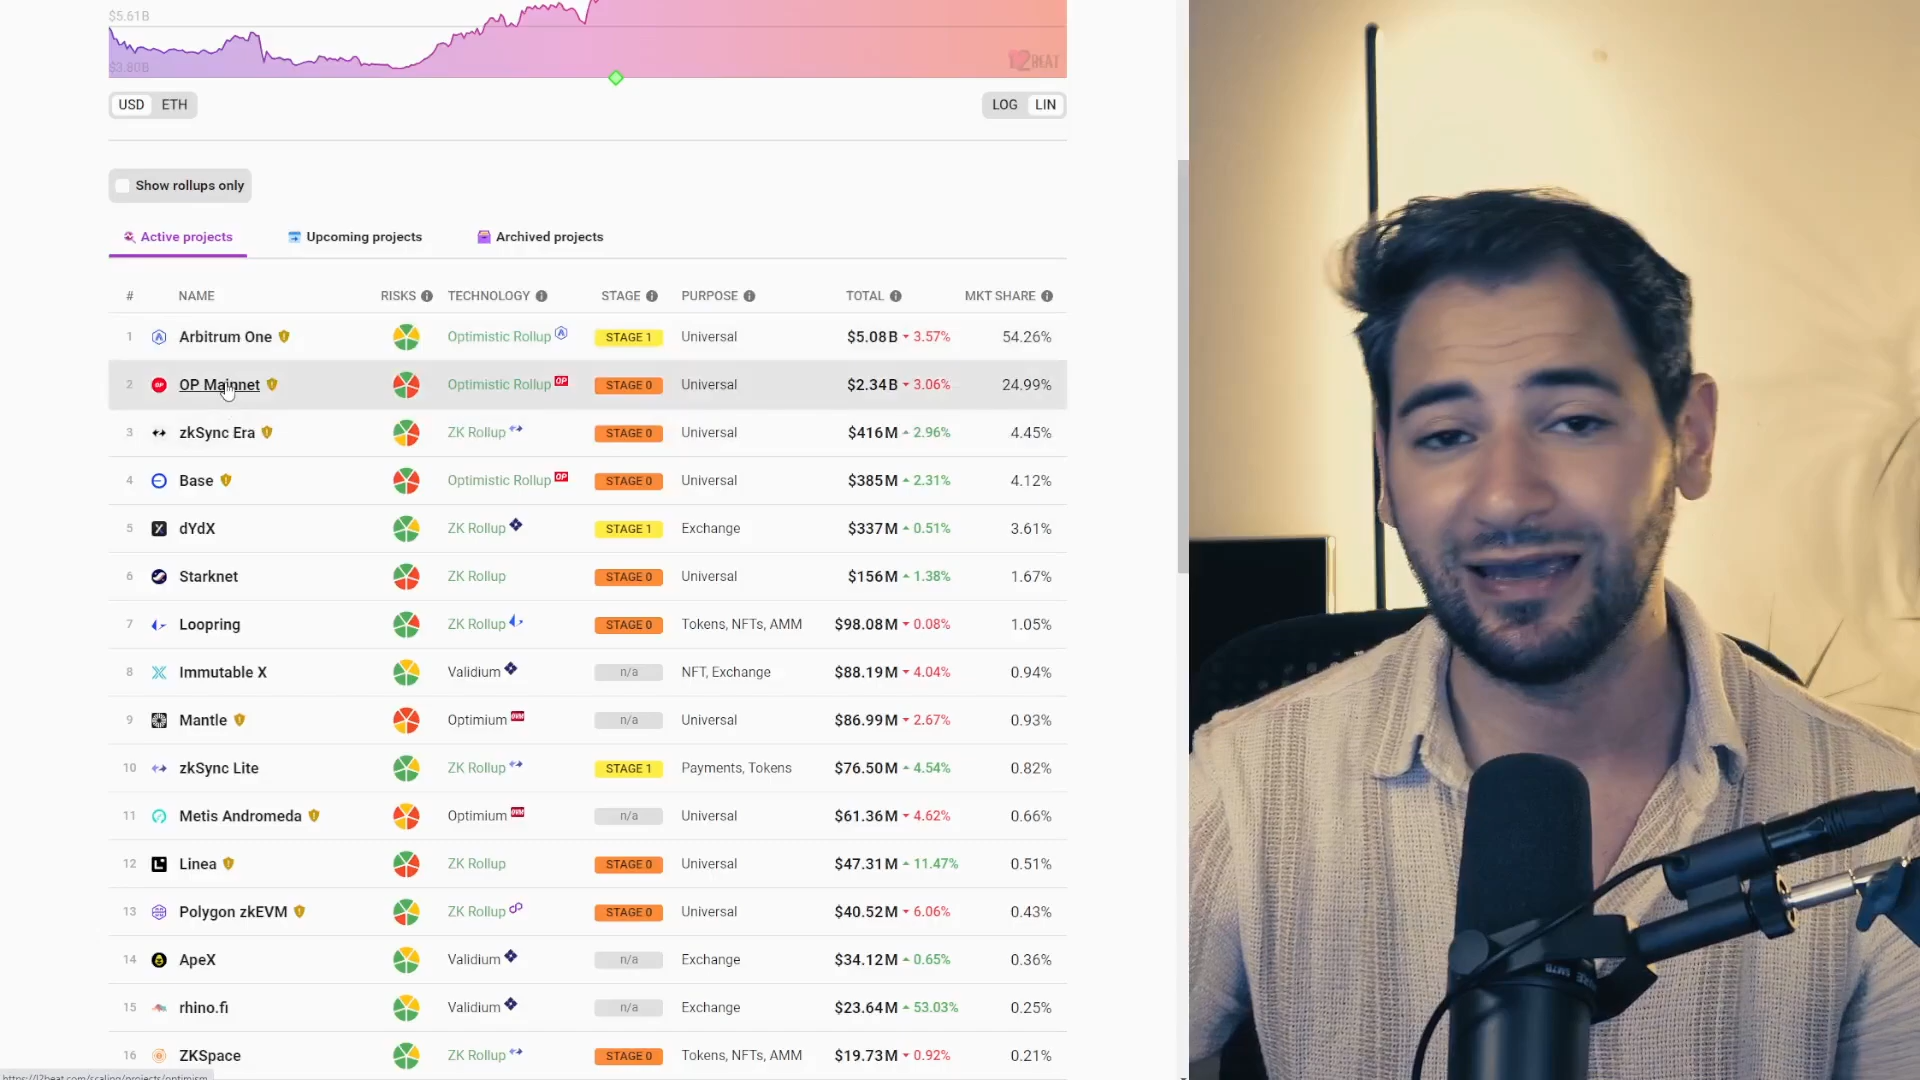 $5.61B
$3.80B
L2BEAT
USD ETH
LOG LIN
Show rollups only
Active projects Upcoming projects Archived projects
# NAME RISKS TECHNOLOGY STAGE PURPOSE TOTAL MKT SHARE
1 Arbitrum One Optimistic Rollup STAGE 1 Universal $5.08B 3.57% 54.26%
2 OP Mainnet Optimistic Rollup OP STAGE 0 Universal $2.34B 3.06% 24.99%
3 zkSync Era ZK Rollup STAGE 0 Universal $416M 2.96% 4.45%
4 Base Optimistic Rollup OP STAGE 0 Universal $385M 2.31% 4.12%
5 dYdX ZK Rollup STAGE 1 Exchange $337M 0.51% 3.61%
6 Starknet ZK Rollup STAGE 0 Universal $156M 1.38% 1.67%
7 Loopring ZK Rollup STAGE 0 Tokens, NFTs, AMM $98.08M 0.08% 1.05%
8 Immutable X Validium n/a NFT, Exchange $88.19M 4.04% 0.94%
9 Mantle Optimium OVM n/a Universal $86.99M 2.67% 0.93%
10 zkSync Lite ZK Rollup STAGE 1 Payments, Tokens $76.50M 4.54% 0.82%
11 Metis Andromeda Optimium OVM n/a Universal $61.36M 4.62% 0.66%
12 Linea ZK Rollup STAGE 0 Universal $47.31M 11.47% 0.51%
13 Polygon zkEVM ZK Rollup STAGE 0 Universal $40.52M 6.06% 0.43%
14 ApeX Validium n/a Exchange $34.12M 0.65% 0.36%
15 rhino.fi Validium n/a Exchange $23.64M 53.03% 0.25%
16 ZKSpace ZK Rollup STAGE 0 Tokens, NFTs, AMM $19.73M 0.92% 0.21%
https://l2beat.com/scaling/projects/optimism